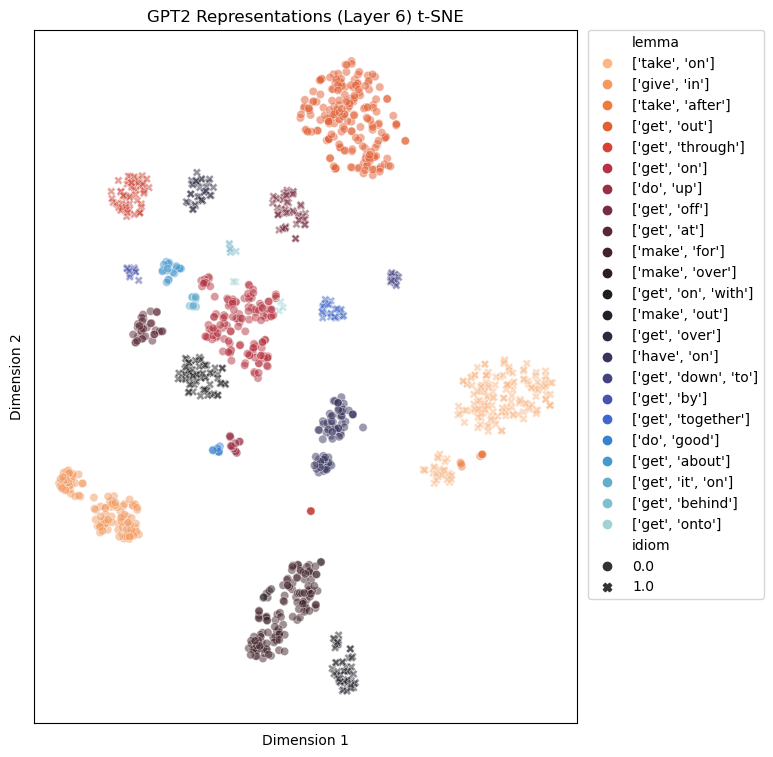 GPT2 Representations (Layer 6) t-SNE
Dimension 2
Dimension 1
lemma
['take', 'on']
['give', 'in']
['take', 'after']
['get', 'out']
['get', 'through']
['get', 'on']
['do', 'up']
['get', 'off']
['get', 'at']
['make', 'for']
['make', 'over']
['get', 'on', 'with']
['make', 'out']
['get', 'over']
['have', 'on']
['get', 'down', 'to']
['get', 'by']
['get', 'together']
['do', 'good']
['get', 'about']
['get', 'it', 'on']
['get', 'behind']
['get', 'onto']
idiom
0.0
1.0